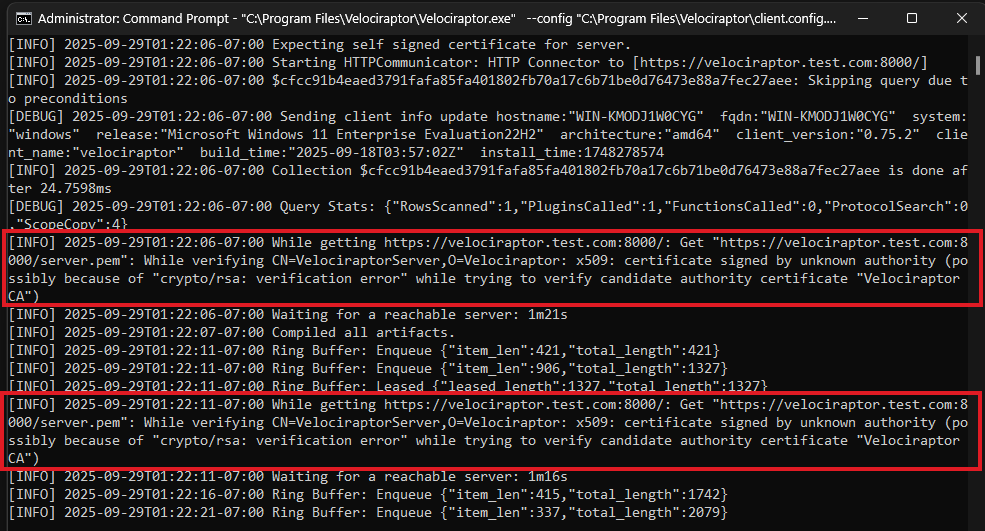 Administrator: Command Prompt - "C:\Program Files\Velociraptor\Velociraptor.exe"  --config "C:\Program Files\Velociraptor\client.config....
[INFO] 2025-09-29T01:22:06-07:00 Expecting self signed certificate for server.
[INFO] 2025-09-29T01:22:06-07:00 Starting HTTPCommunicator: HTTP Connector to [https://velociraptor.test.com:8000/]
[INFO] 2025-09-29T01:22:06-07:00 $cfcc91b4eaed3791fafa85fa401802fb70a17c6b71be0d76473e88a7fec27aee: Skipping query due t
o preconditions
[DEBUG] 2025-09-29T01:22:06-07:00 Sending client info update hostname:"WIN-KMODJ1W0CYG"  fqdn:"WIN-KMODJ1W0CYG"  system:
"windows"  release:"Microsoft Windows 11 Enterprise Evaluation22H2"  architecture:"amd64"  client_version:"0.75.2"  clie
nt_name:"velociraptor"  build_time:"2025-09-18T03:57:02Z"  install_time:1748278574
[INFO] 2025-09-29T01:22:06-07:00 Collection $cfcc91b4eaed3791fafa85fa401802fb70a17c6b71be0d76473e88a7fec27aee is done af
ter 24.7598ms
[DEBUG] 2025-09-29T01:22:06-07:00 Query Stats: {"RowsScanned":1,"PluginsCalled":1,"FunctionsCalled":0,"ProtocolSearch":0
,"ScopeCopy":4}
[INFO] 2025-09-29T01:22:06-07:00 While getting https://velociraptor.test.com:8000/: Get "https://velociraptor.test.com:8
000/server.pem": While verifying CN=VelociraptorServer,O=Velociraptor: x509: certificate signed by unknown authority (po
ssibly because of "crypto/rsa: verification error" while trying to verify candidate authority certificate "Velociraptor
CA")
[INFO] 2025-09-29T01:22:06-07:00 Waiting for a reachable server: 1m21s
[INFO] 2025-09-29T01:22:07-07:00 Compiled all artifacts.
[INFO] 2025-09-29T01:22:11-07:00 Ring Buffer: Enqueue {"item_len":421,"total_length":421}
[INFO] 2025-09-29T01:22:11-07:00 Ring Buffer: Enqueue {"item_len":906,"total_length":1327}
[INFO] 2025-09-29T01:22:11-07:00 Ring Buffer: Leased {"leased_length":1327,"total_length":1327}
[INFO] 2025-09-29T01:22:11-07:00 While getting https://velociraptor.test.com:8000/: Get "https://velociraptor.test.com:8
000/server.pem": While verifying CN=VelociraptorServer,O=Velociraptor: x509: certificate signed by unknown authority (po
ssibly because of "crypto/rsa: verification error" while trying to verify candidate authority certificate "Velociraptor
CA")
[INFO] 2025-09-29T01:22:11-07:00 Waiting for a reachable server: 1m16s
[INFO] 2025-09-29T01:22:16-07:00 Ring Buffer: Enqueue {"item_len":415,"total_length":1742}
[INFO] 2025-09-29T01:22:21-07:00 Ring Buffer: Enqueue {"item_len":337,"total_length":2079}